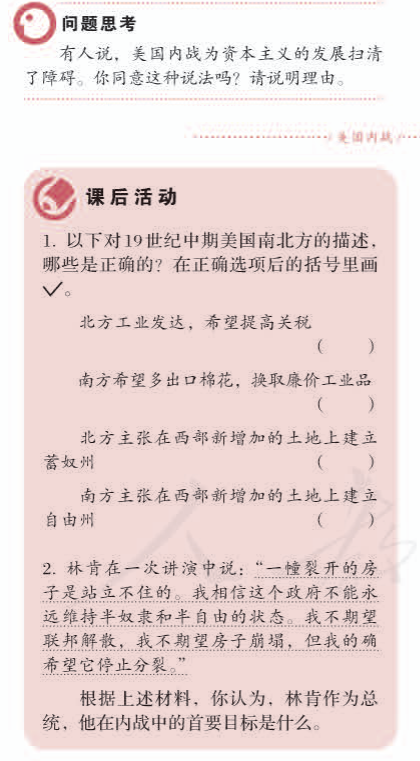 问题思考
有人说，美国内战为资本主义的发展扫清
了障碍。你同意这种说法吗？请说明理由。
美国内战
课后活动
1. 以下对19世纪中期美国南北方的描述，
哪些是正确的？在正确选项后的括号里画
✓。
北方工业发达，希望提高关税
（　　）
南方希望多出口棉花，换取廉价工业品
（　　）
北方主张在西部新增加的土地上建立
蓄奴州　（　　）
南方主张在西部新增加的土地上建立
自由州　（　　）
2. 林肯在一次讲演中说：“一幢裂开的房
子是站立不住的。我相信这个政府不能永
远维持半奴隶和半自由的状态。我不期望
联邦解散，我不期望房子崩塌，但我的确
希望它停止分裂。”
根据上述材料，你认为，林肯作为总
统，他在内战中的首要目标是什么。